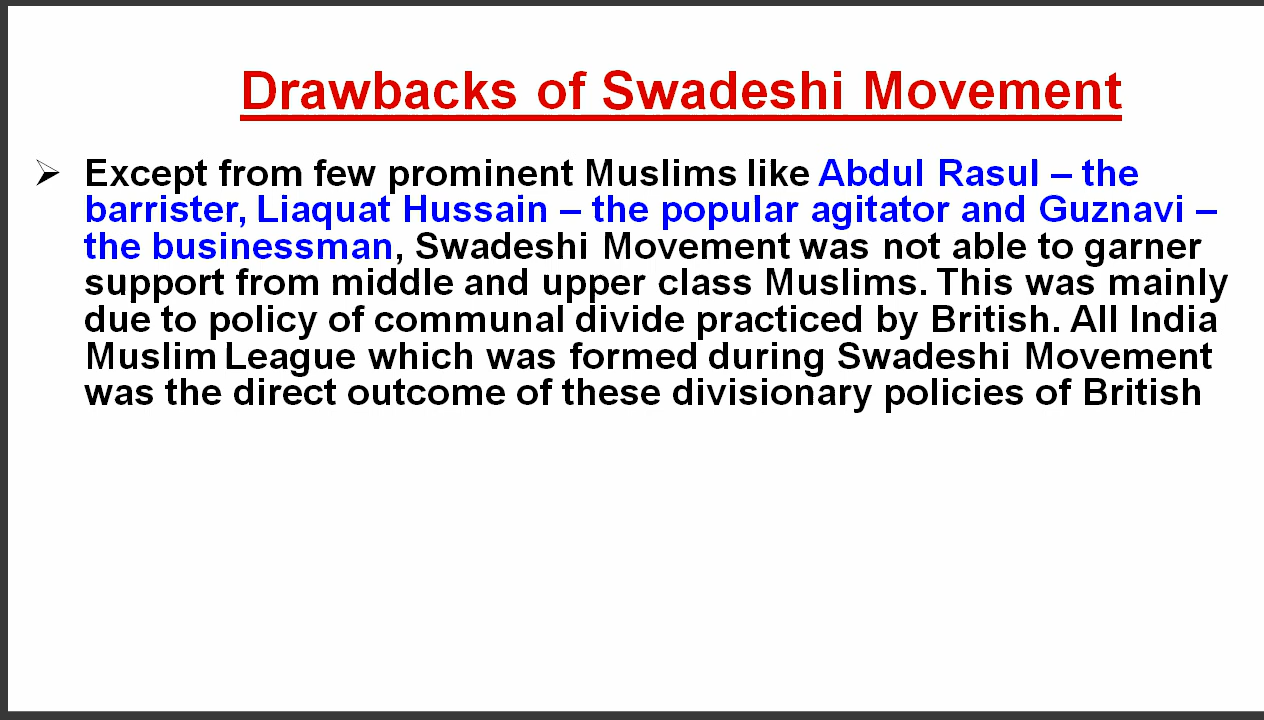 Drawbacks of Swadeshi Movement
➢ Except from few prominent Muslims like Abdul Rasul – the
barrister, Liaquat Hussain – the popular agitator and Guznavi –
the businessman, Swadeshi Movement was not able to garner
support from middle and upper class Muslims. This was mainly
due to policy of communal divide practiced by British. All India
Muslim League which was formed during Swadeshi Movement
was the direct outcome of these divisionary policies of British